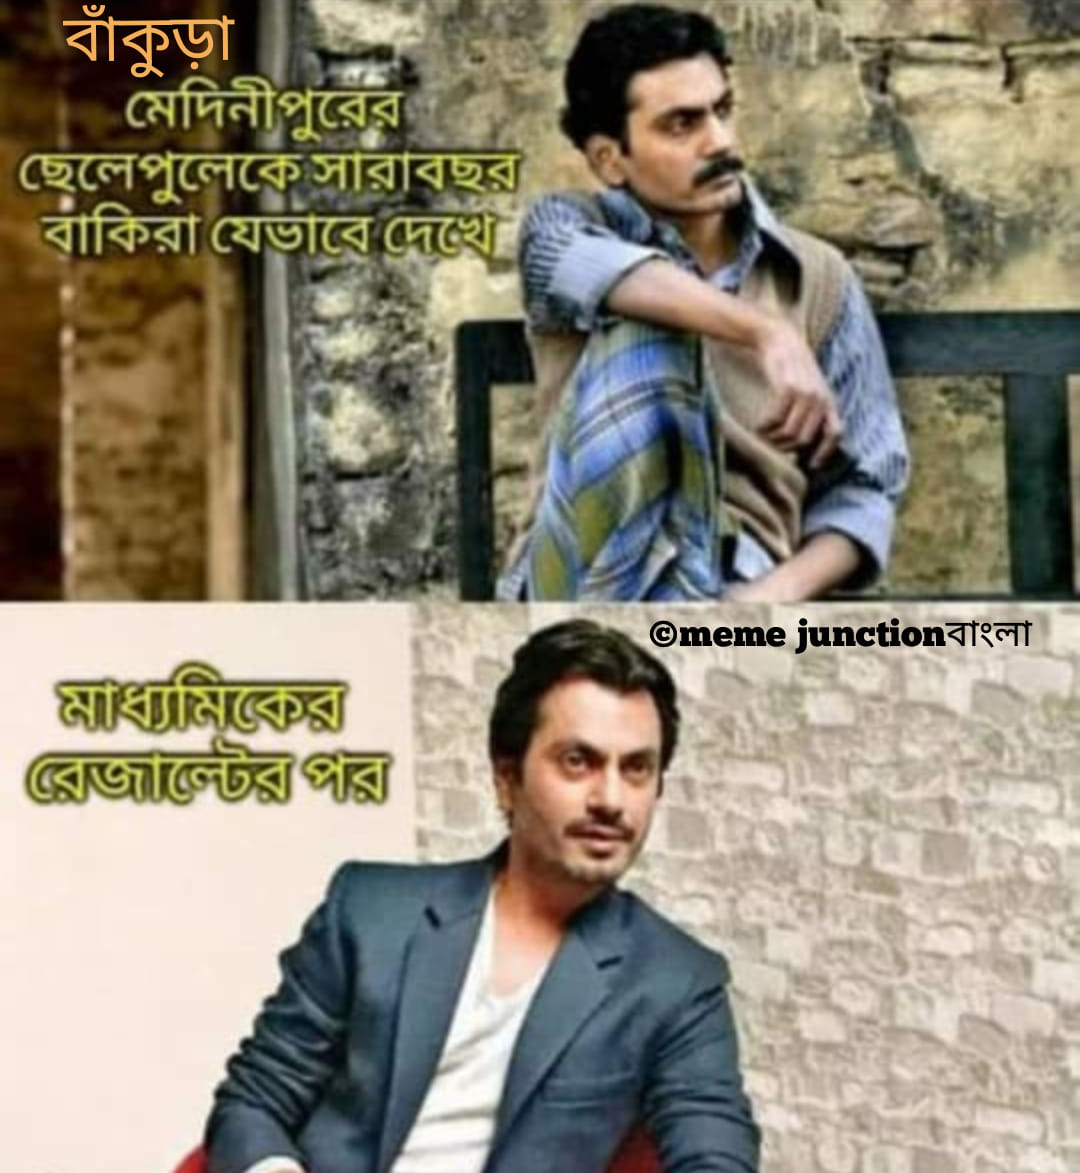 বাঁকুড়া
মেদিনীপুরের
ছেলেপুলেকে সারাবছর
বাকিরা যেভাবে দেখে
©meme junctionবাংলা
মাধ্যমিকের
রেজাল্টের পর